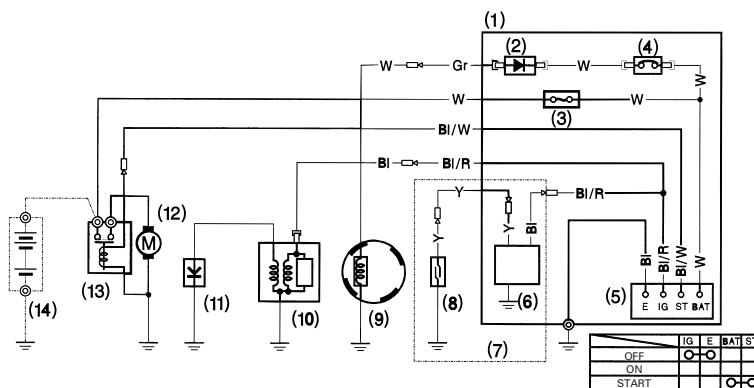 (1)
(2)
(4)
W
Gr
W
W
W
W
(3)
W
Bl/W
Bl
Bl/R
Y
Bl/R
(12)
M
Y
Y
Bl
Bl
Bl/R
Bl/W
W
(13)
(14)
(11)
(10)
(9)
(8)
(6)
(5)
E IG ST BAT
(7)
IG E BAT ST
OFF
ON
START